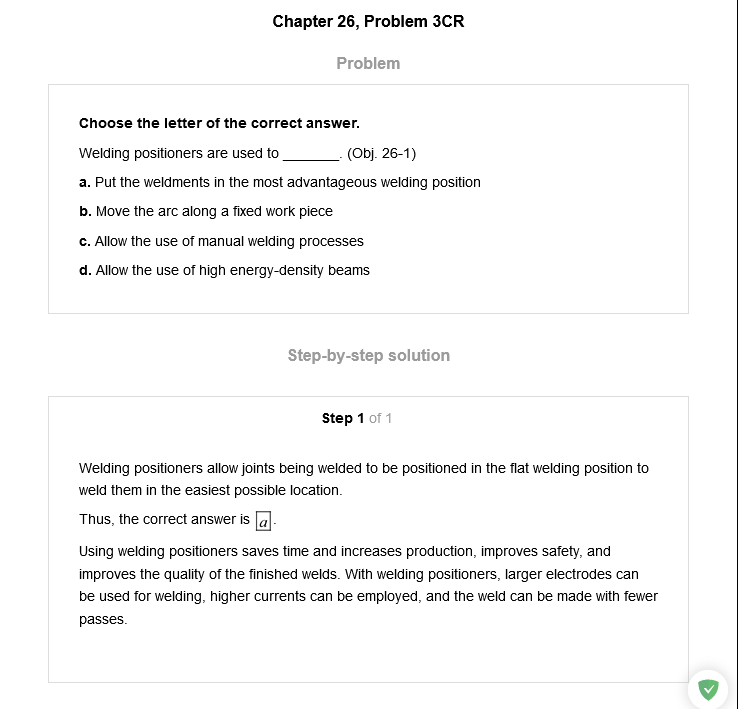 Chapter 26, Problem 3CR
Problem
Choose the letter of the correct answer.
Welding positioners are used to _______. (Obj. 26-1)
a. Put the weldments in the most advantageous welding position
b. Move the arc along a fixed work piece
c. Allow the use of manual welding processes
d. Allow the use of high energy-density beams
Step-by-step solution
Step 1 of 1
Welding positioners allow joints being welded to be positioned in the flat welding position to
weld them in the easiest possible location.
Thus, the correct answer is a.
Using welding positioners saves time and increases production, improves safety, and
improves the quality of the finished welds. With welding positioners, larger electrodes can
be used for welding, higher currents can be employed, and the weld can be made with fewer
passes.